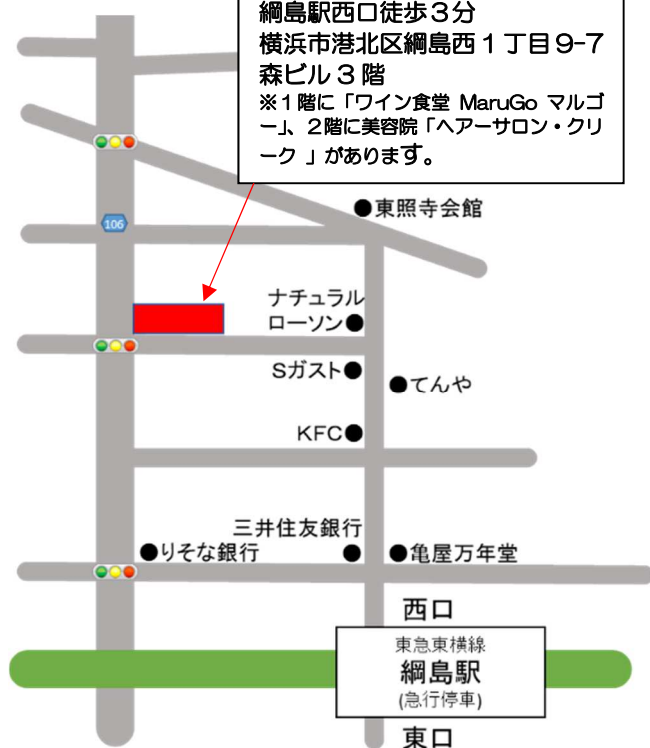 綱島駅西口徒歩３分
横浜市港北区綱島西１丁目９-７
森ビル３階
※１階に「ワイン食堂 MaruGo マルゴ
ー」、２階に美容院「ヘアーサロン・クリ
ーク 」があります。
●東照寺会館
106
ナチュラル
ローソン●
Sガスト●
●てんや
KFC●
三井住友銀行
●りそな銀行
●亀屋万年堂
西口
東急東横線
綱島駅
(急行停車)
東口